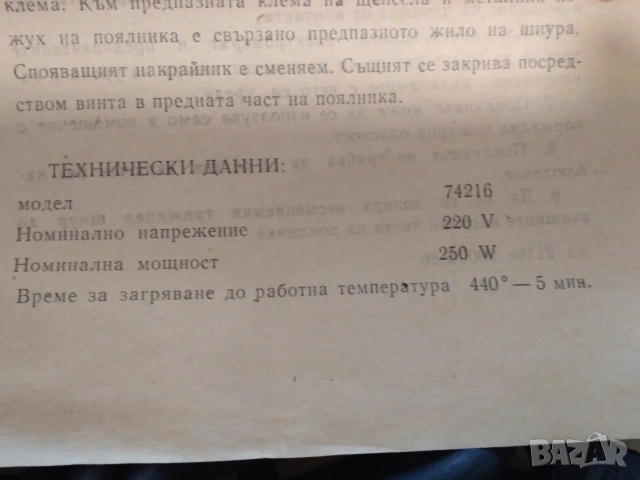 клема. Към предпазната клема на щепсела и металния ко-
жух на поялника е свързано предпазното жило на шнура.
Спояващият накрайник е сменяем. Същият се закрива посред-
ством винта в предната част на поялника.
ТЕХНИЧЕСКИ ДАННИ:
модел 74216
Номинално напрежение 220 V
Номинална мощност 250 W
Време за загряване до работна температура 440° — 5 мин.
BAZAR